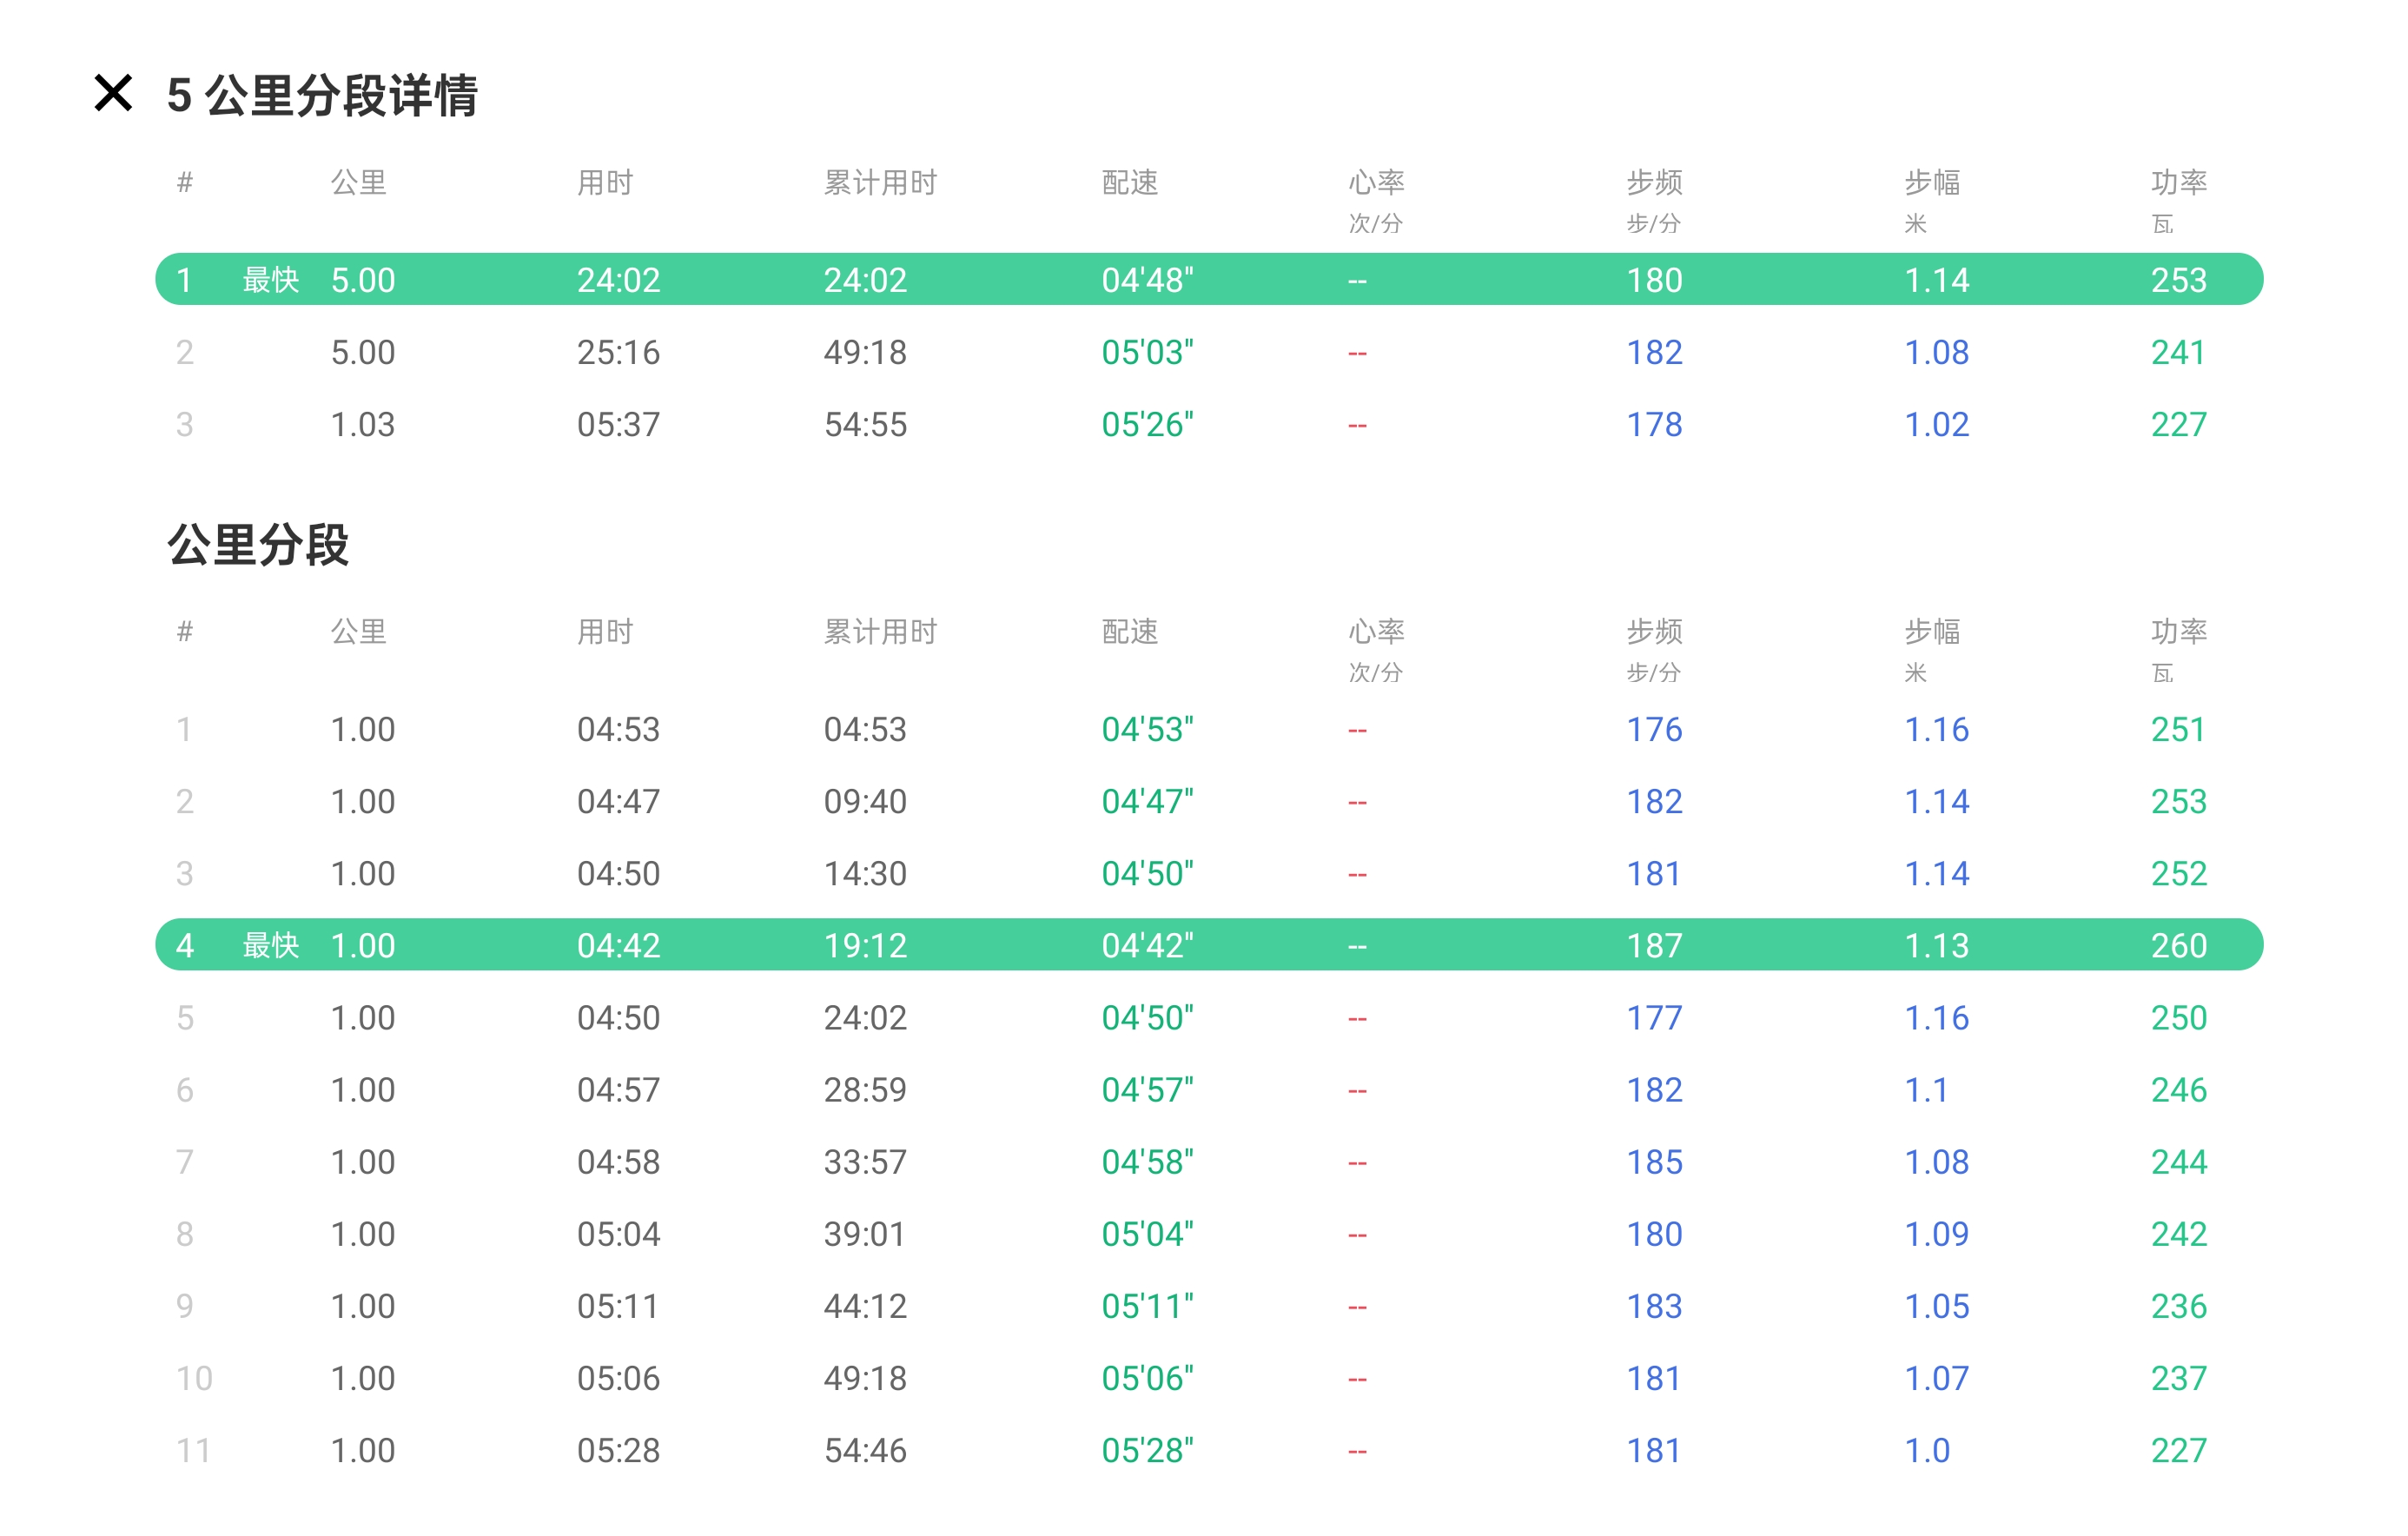 5 公里分段详情
# 公里 用时 累计用时 配速 心率 步频 步幅 功率
次/分 步/分 米 瓦
1 最快 5.00 24:02 24:02 04'48" -- 180 1.14 253
2 5.00 25:16 49:18 05'03" -- 182 1.08 241
3 1.03 05:37 54:55 05'26" -- 178 1.02 227
公里分段
# 公里 用时 累计用时 配速 心率 步频 步幅 功率
次/分 步/分 米 瓦
1 1.00 04:53 04:53 04'53" -- 176 1.16 251
2 1.00 04:47 09:40 04'47" -- 182 1.14 253
3 1.00 04:50 14:30 04'50" -- 181 1.14 252
4 最快 1.00 04:42 19:12 04'42" -- 187 1.13 260
5 1.00 04:50 24:02 04'50" -- 177 1.16 250
6 1.00 04:57 28:59 04'57" -- 182 1.1 246
7 1.00 04:58 33:57 04'58" -- 185 1.08 244
8 1.00 05:04 39:01 05'04" -- 180 1.09 242
9 1.00 05:11 44:12 05'11" -- 183 1.05 236
10 1.00 05:06 49:18 05'06" -- 181 1.07 237
11 1.00 05:28 54:46 05'28" -- 181 1.0 227